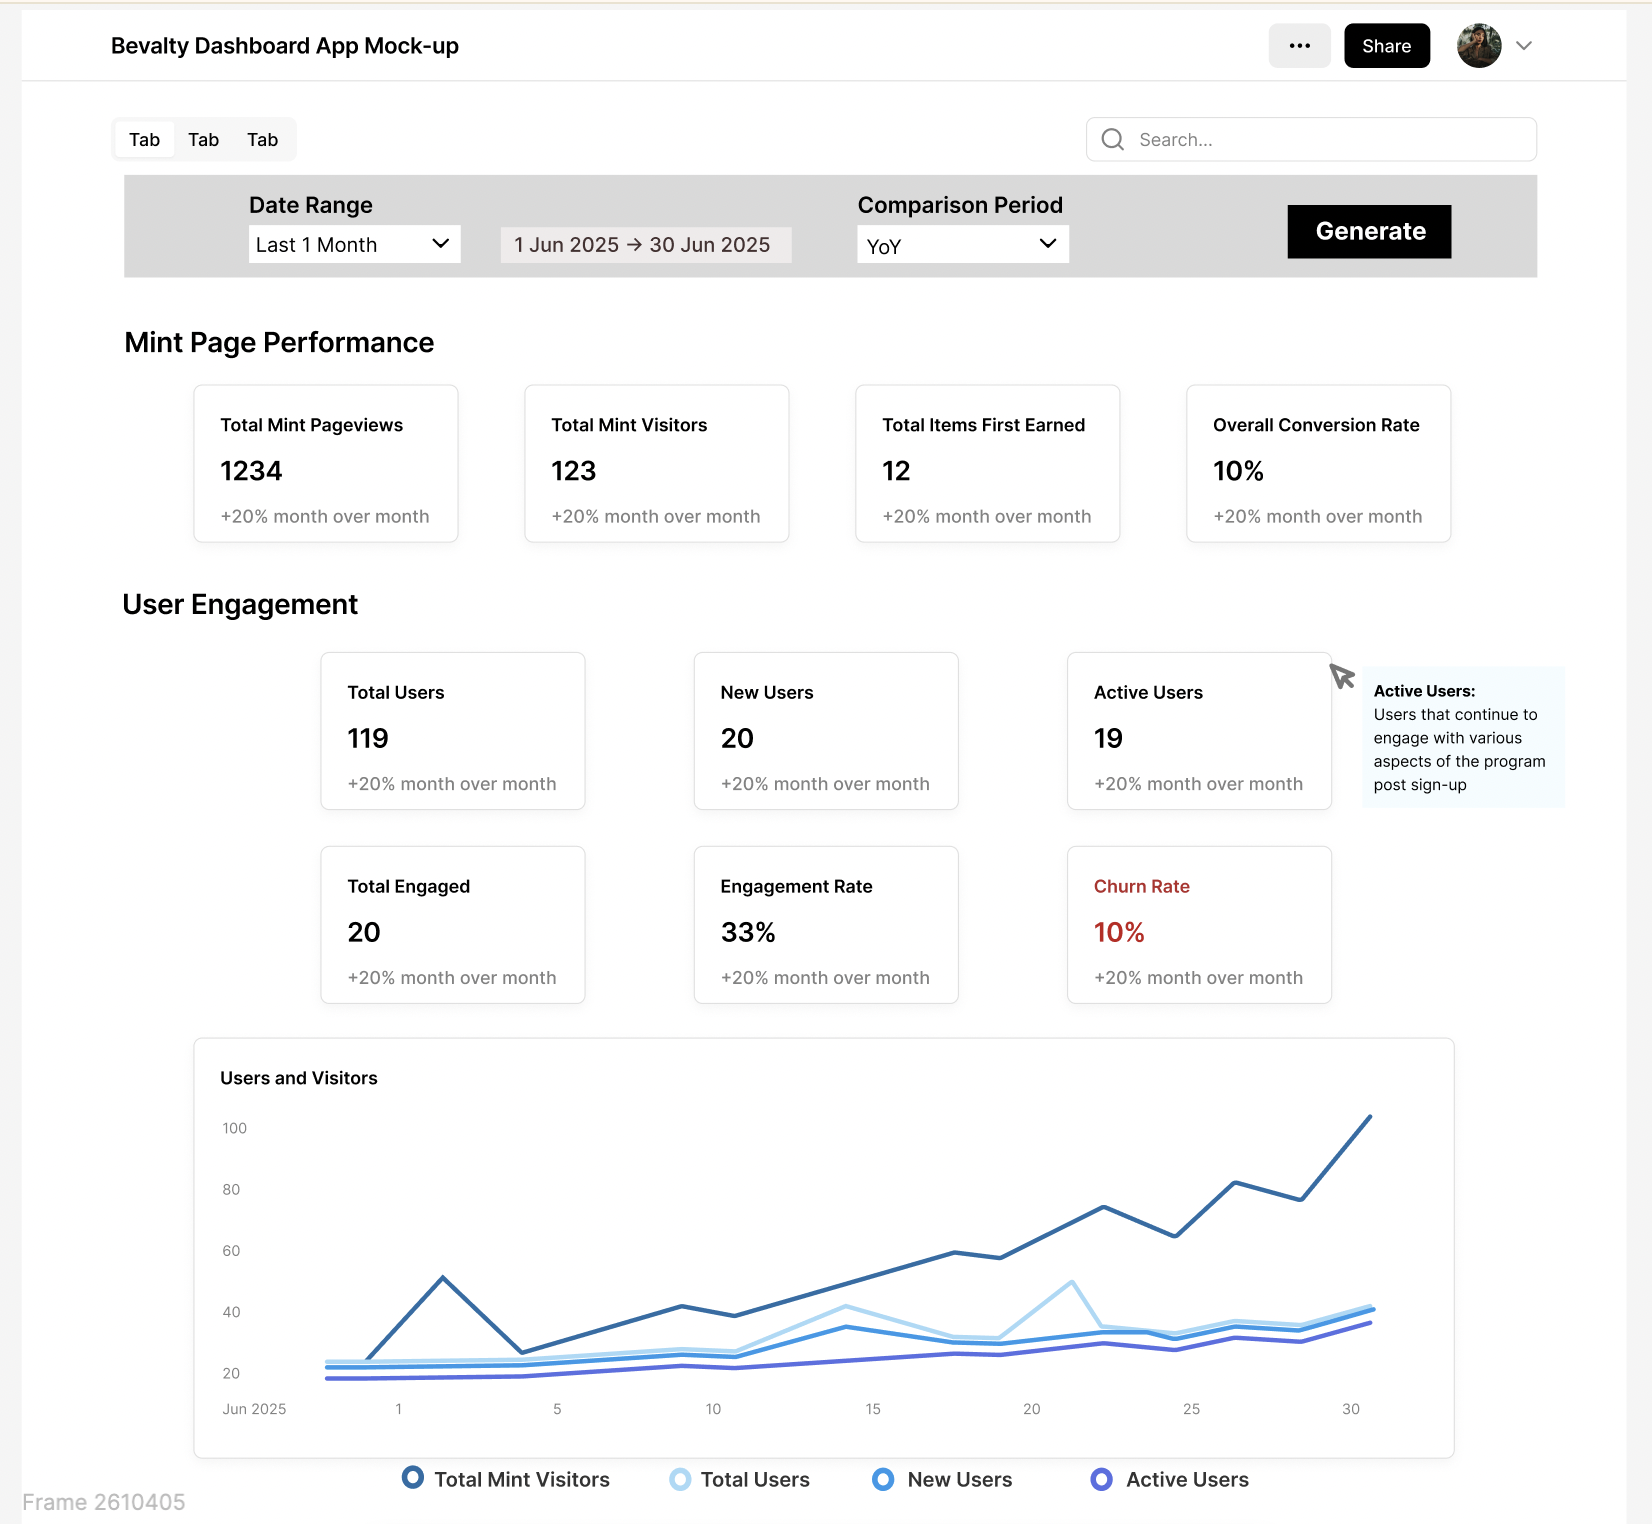 Bevalty Dashboard App Mock-up
Share
Tab Tab Tab
Search...
Date Range
Comparison Period
Last 1 Month
1 Jun 2025 → 30 Jun 2025
YoY
Generate
Mint Page Performance
Total Mint Pageviews
1234
+20% month over month
Total Mint Visitors
123
+20% month over month
Total Items First Earned
12
+20% month over month
Overall Conversion Rate
10%
+20% month over month
User Engagement
Total Users
119
+20% month over month
New Users
20
+20% month over month
Active Users
19
+20% month over month
Active Users:
Users that continue to
engage with various
aspects of the program
post sign-up
Total Engaged
20
+20% month over month
Engagement Rate
33%
+20% month over month
Churn Rate
10%
+20% month over month
Users and Visitors
100
80
60
40
20
Jun 2025 1 5 10 15 20 25 30
Total Mint Visitors Total Users New Users Active Users
Frame 2610405